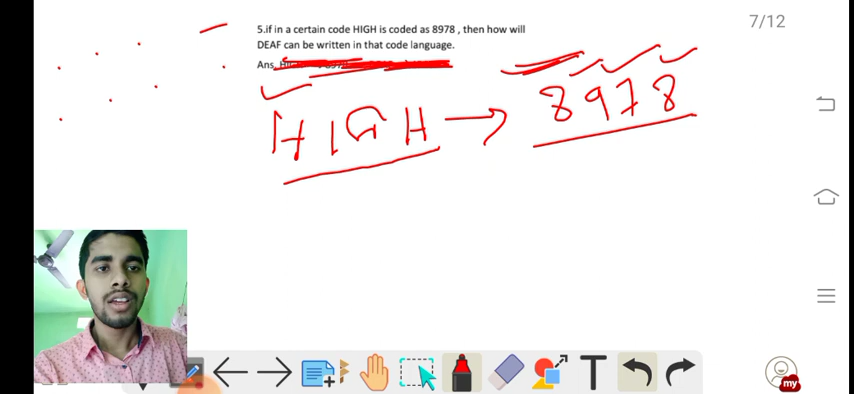 7/12
5.if in a certain code HIGH is coded as 8978 , then how will
DEAF can be written in that code language.
Ans,
HIGH → 8978
T
my